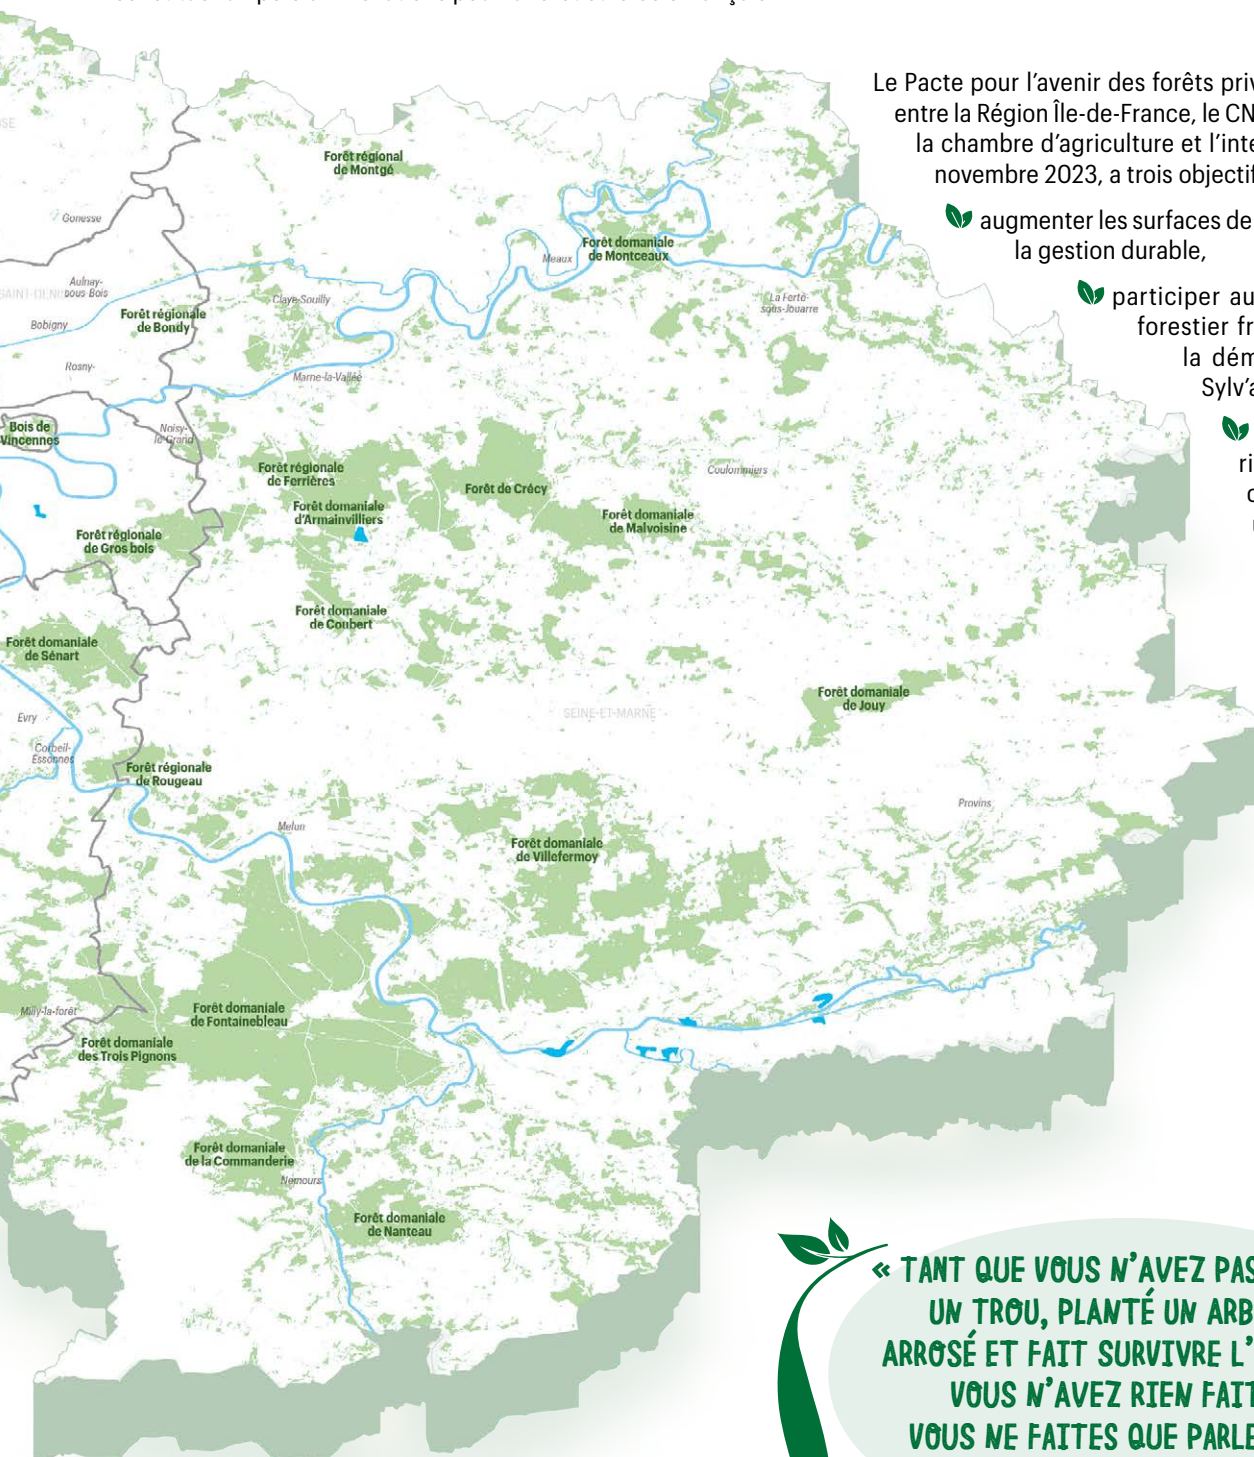 Le Pacte pour l'avenir des forêts priv
entre la Région Île-de-France, le CN
la chambre d'agriculture et l'inte
novembre 2023, a trois objectif
augmenter les surfaces de
la gestion durable,
participer au
forestier fr
la dém
Sylv'a
ri
Forêt régional
de Montgé
Gonesse
Forêt domaniale
de Montceaux
Meaux
Aulnay-
sous-Bois
SAINT-DENIS
Claye-Souilly
La Ferté-
sous-Jouarre
Forêt régionale
de Bondy
Bobigny
Rosny-
Marne-la-Vallée
Bois de
Vincennes
Noisy-
le-Grand
Forêt régionale
de Ferrières
Coulommiers
Forêt de Crécy
Forêt domaniale
d'Armainvilliers
Forêt domaniale
de Malvoisine
Forêt régionale
de Gros bois
Forêt domaniale
de Coubert
Forêt domaniale
de Sénart
Forêt domaniale
de Jouy
SEINE-ET-MARNE
Evry
Corbeil-
Essonnes
Forêt régionale
de Rougeau
Provins
Melun
Forêt domaniale
de Villefermoy
Milly-la-forêt
Forêt domaniale
de Fontainebleau
Forêt domaniale
des Trois Pignons
Forêt domaniale
de la Commanderie
Nemours
Forêt domaniale
de Nanteau
« TANT QUE VOUS N'AVEZ PAS
UN TROU, PLANTÉ UN ARB
ARROSÉ ET FAIT SURVIVRE L'
VOUS N'AVEZ RIEN FAIT
VOUS NE FAITES QUE PARLE